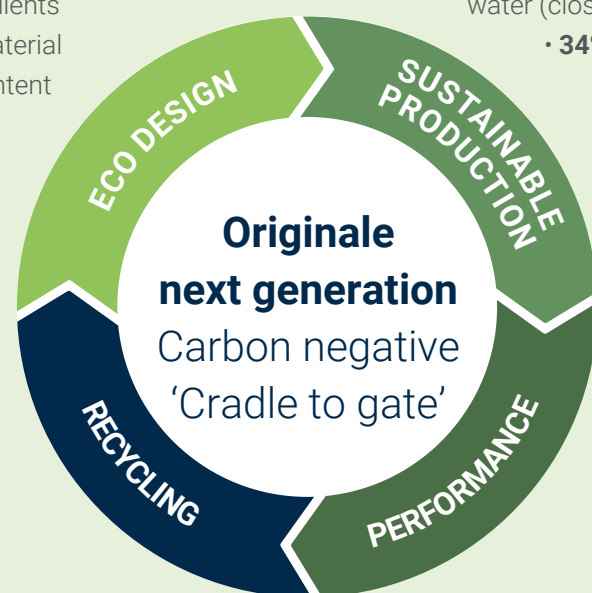 water (clos
• 34
aterial
ntent
ECO DESIGN
SUSTAINABLE
PRODUCTION
Originale
next generation
Carbon negative
‘Cradle to gate’
RECYCLING
PERFORMANCE